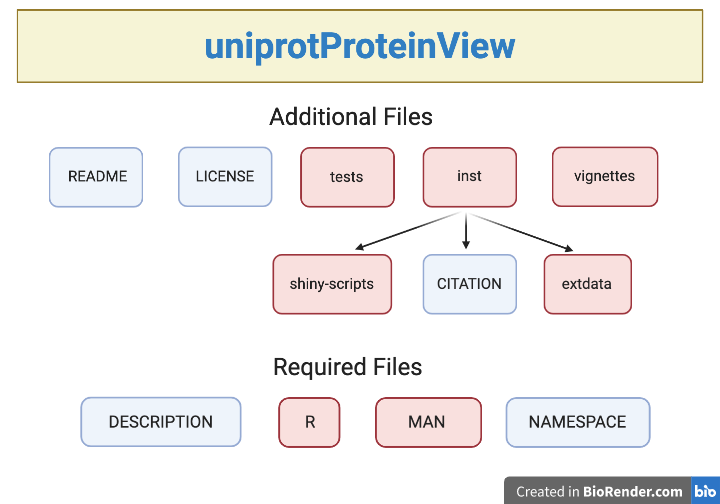 uniprotProteinView
Additional Files
README
LICENSE
tests
inst
vignettes
shiny-scripts
CITATION
extdata
Required Files
DESCRIPTION
R
MAN
NAMESPACE
Created in BioRender.com bio